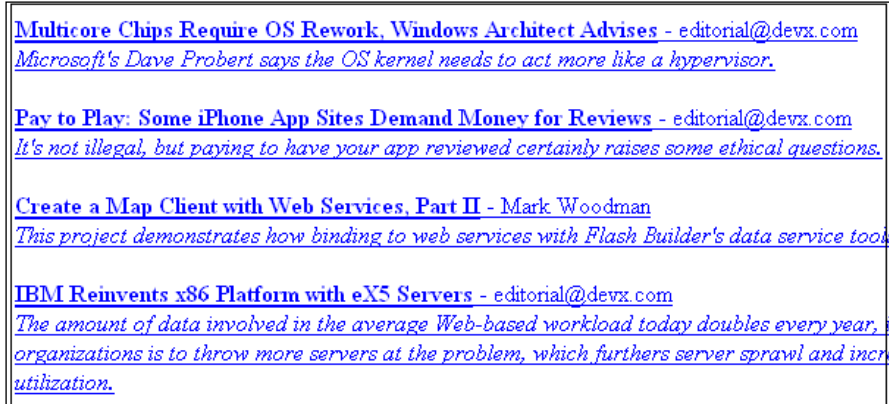 Multicore Chips Require OS Rework, Windows Architect Advises - editorial@devx.com
Microsoft's Dave Probert says the OS kernel needs to act more like a hypervisor.
Pay to Play: Some iPhone App Sites Demand Money for Reviews - editorial@devx.com
It's not illegal, but paying to have your app reviewed certainly raises some ethical questions.
Create a Map Client with Web Services, Part II - Mark Woodman
This project demonstrates how binding to web services with Flash Builder's data service
IBM Reinvents x86 Platform with eX5 Servers - editorial@devx.com
The amount of data involved in the average Web-based workload today doubles every year,
organizations is to throw more servers at the problem, which furthers server sprawl and
utilization.